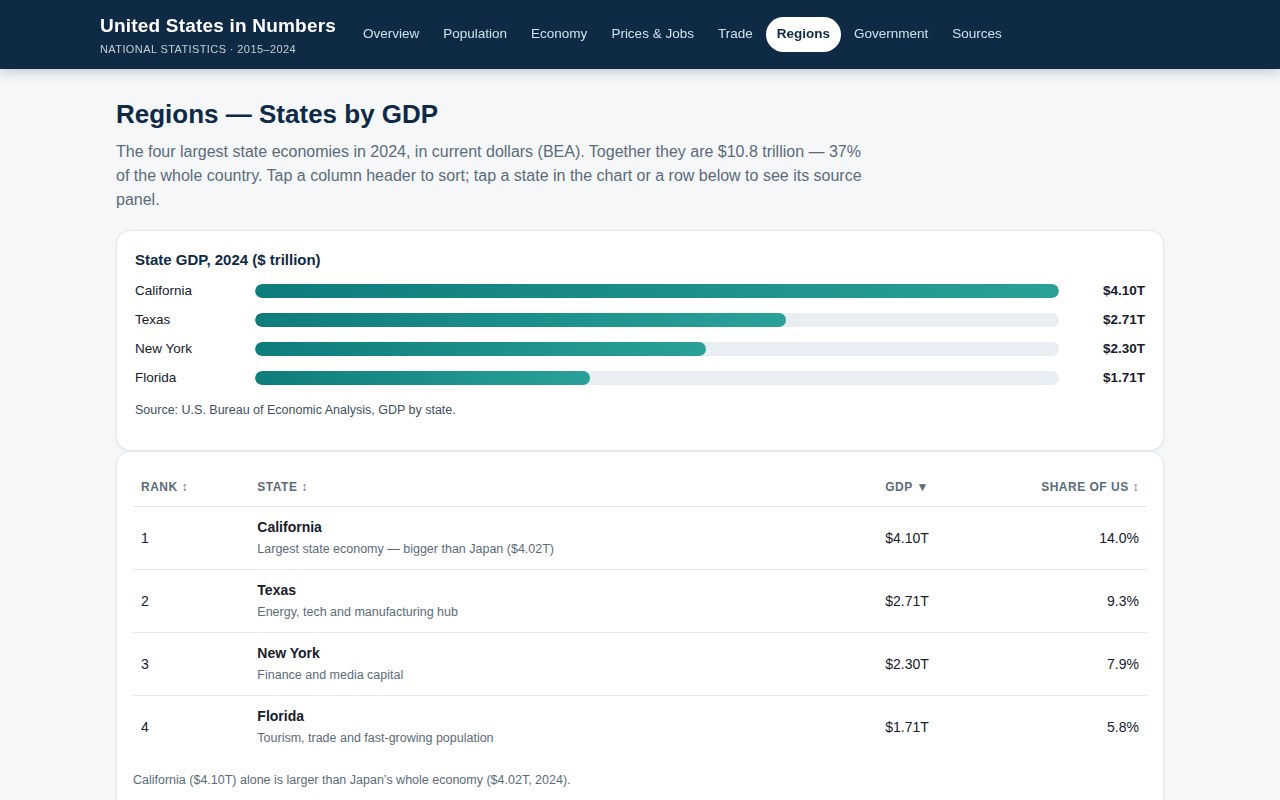 United States in Numbers
NATIONAL STATISTICS · 2015–2024
Overview Population Economy Prices & Jobs Trade Regions Government Sources
Regions — States by GDP
The four largest state economies in 2024, in current dollars (BEA). Together they are $10.8 trillion — 37%
of the whole country. Tap a column header to sort; tap a state in the chart or a row below to see its source
panel.
State GDP, 2024 ($ trillion)
California $4.10T
Texas $2.71T
New York $2.30T
Florida $1.71T
Source: U.S. Bureau of Economic Analysis, GDP by state.
RANK ↕ STATE ↕ GDP ▼ SHARE OF US ↕
1 California $4.10T 14.0%
Largest state economy — bigger than Japan ($4.02T)
2 Texas $2.71T 9.3%
Energy, tech and manufacturing hub
3 New York $2.30T 7.9%
Finance and media capital
4 Florida $1.71T 5.8%
Tourism, trade and fast-growing population
California ($4.10T) alone is larger than Japan's whole economy ($4.02T, 2024).